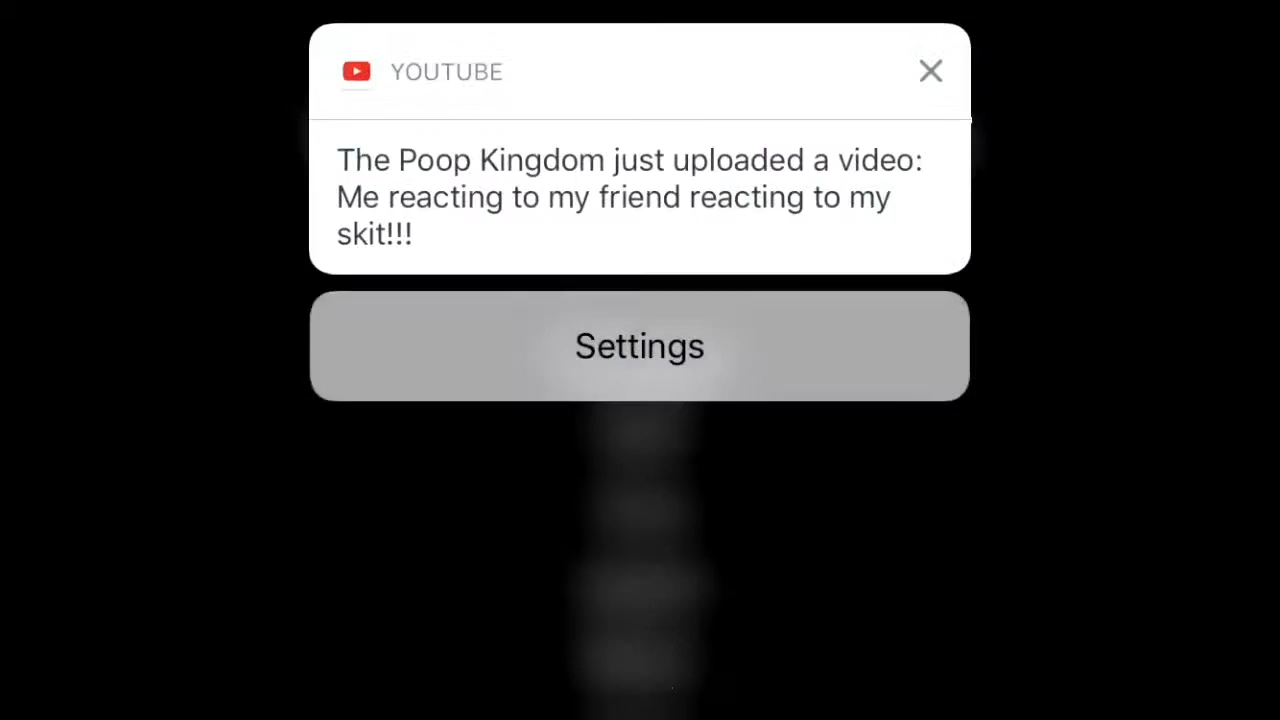 YOUTUBE
The Poop Kingdom just uploaded a video:
Me reacting to my friend reacting to my
skit!!!
Settings